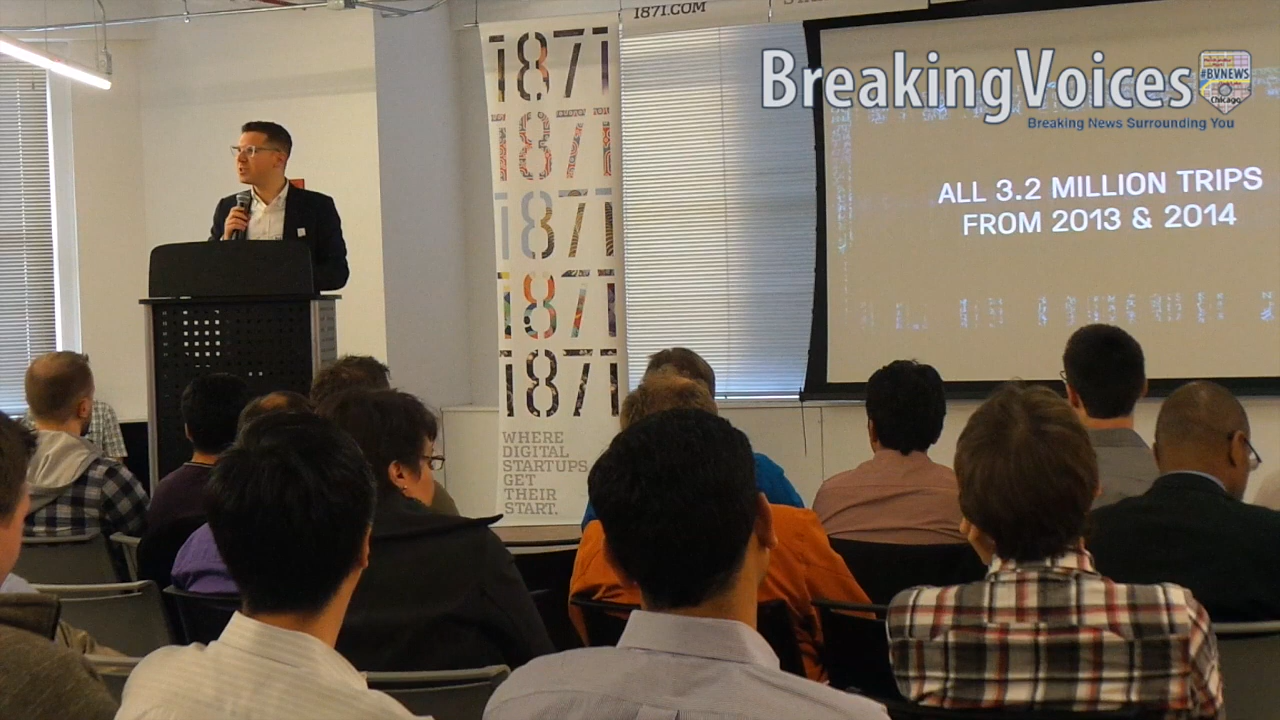 1871.COM
1871
1871
1871
1871
1871
WHERE
DIGITAL
STARTUPS
GET
THEIR
START.
BreakingVoices
#BVNEWS
Chicago
Breaking News Surrounding You
ALL 3.2 MILLION TRIPS
FROM 2013 & 2014